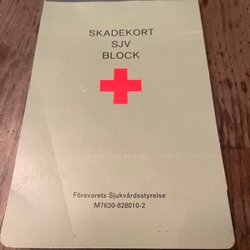 SKADEKORT
SJV
BLOCK
Försvarets Sjukvårdsstyrelse
M7630-828010-2